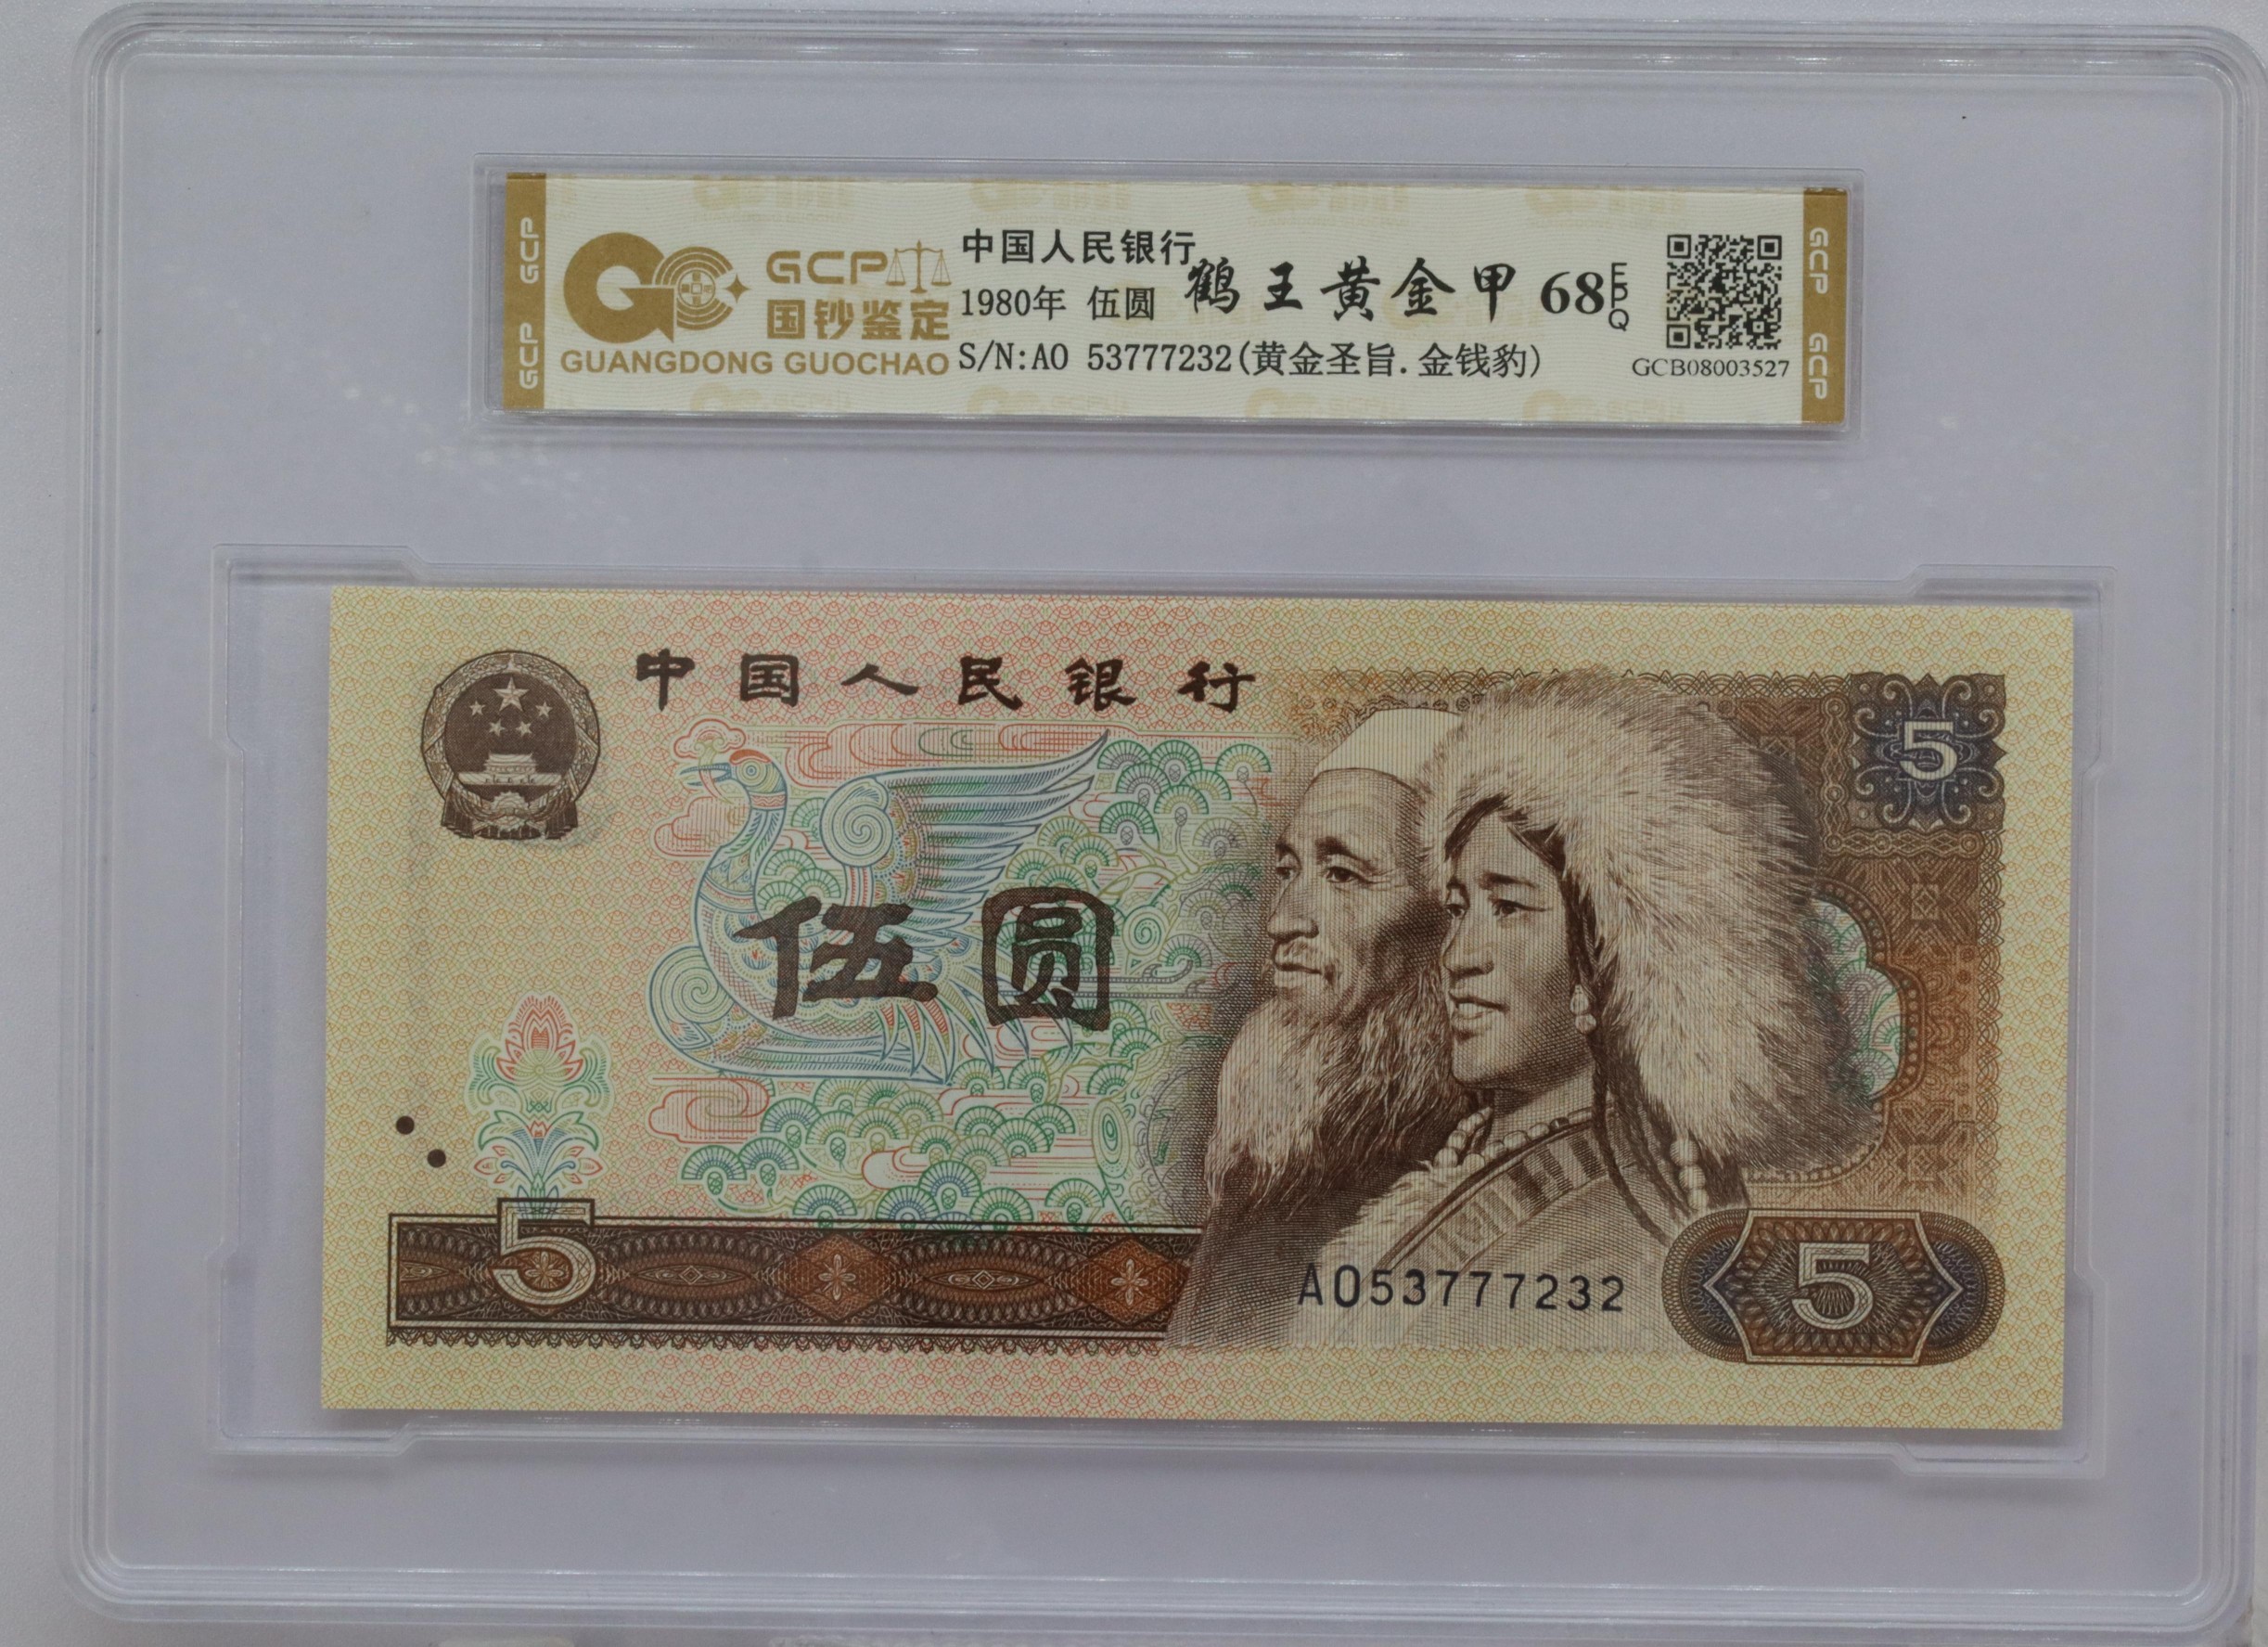 GCP GCP
GCP
国钞鉴定
GUANGDONG GUOCHAO
中国人民银行
1980年 伍圆
鹤王黄金甲 68 EPQ
S/N:AO 53777232(黄金圣旨.金钱豹)
GCB08003527
GCP GCP
中国人民银行
5
伍圆
5
AO53777232
5